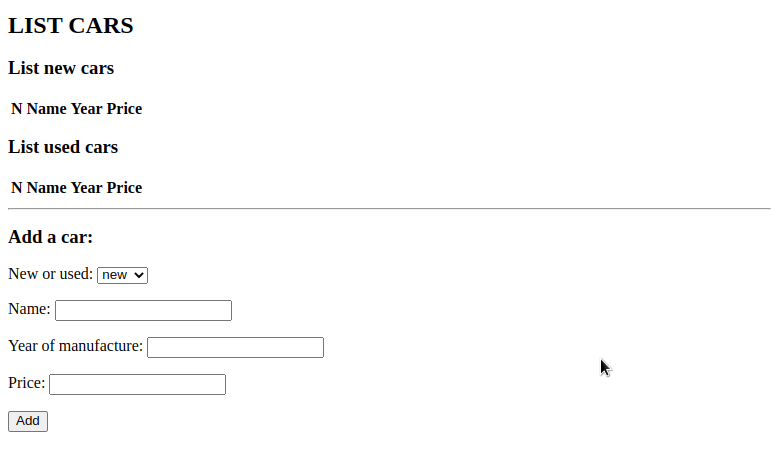 LIST CARS
List new cars
N Name Year Price
List used cars
N Name Year Price
Add a car:
New or used: new
Name:
Year of manufacture:
Price:
Add